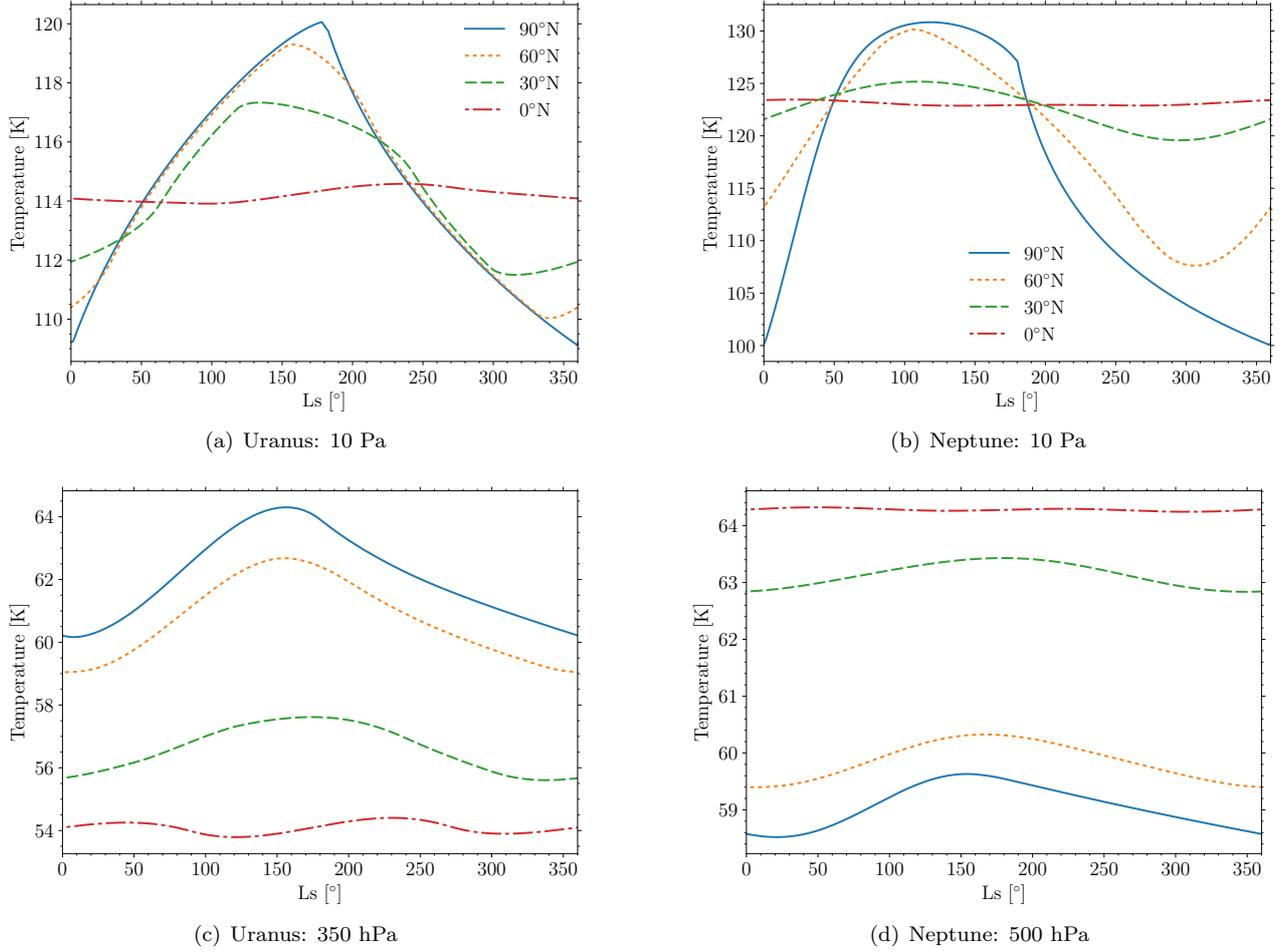 120
118
116
114
112
110
Temperature [K]
90°N
60°N
30°N
0°N
0 50 100 150 200 250 300 350
Ls [°]
(a) Uranus: 10 Pa
130
125
120
115
110
105
100
Temperature [K]
90°N
60°N
30°N
0°N
0 50 100 150 200 250 300 350
Ls [°]
(b) Neptune: 10 Pa
64
62
60
58
56
54
Temperature [K]
0 50 100 150 200 250 300 350
Ls [°]
(c) Uranus: 350 hPa
64
63
62
61
60
59
Temperature [K]
0 50 100 150 200 250 300 350
Ls [°]
(d) Neptune: 500 hPa